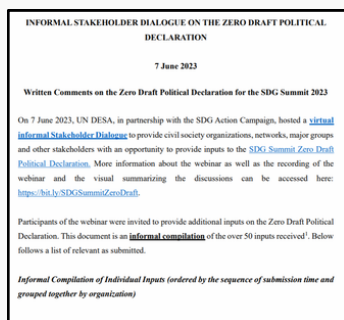 INFORMAL STAKEHOLDER DIALOGUE ON THE ZERO DRAFT POLITICAL
DECLARATION
7 June 2023
Written Comments on the Zero Draft Political Declaration for the SDG Summit 2023
On 7 June 2023, UN DESA, in partnership with the SDG Action Campaign, hosted a virtual
informal Stakeholder Dialogue to provide civil society organizations, networks, major groups
and other stakeholders with an opportunity to provide inputs to the SDG Summit Zero Draft
Political Declaration. More information about the webinar as well as the recording of the
webinar and the visual summarizing the discussions can be accessed here:
https://bit.ly/SDGSummitZeroDraft.
Participants of the webinar were invited to provide additional inputs on the Zero Draft Political
Declaration. This document is an informal compilation of the over 50 inputs received¹. Below
follows a list of relevant as submitted.
Informal Compilation of Individual Inputs (ordered by the sequence of submission time and
grouped together by organization)